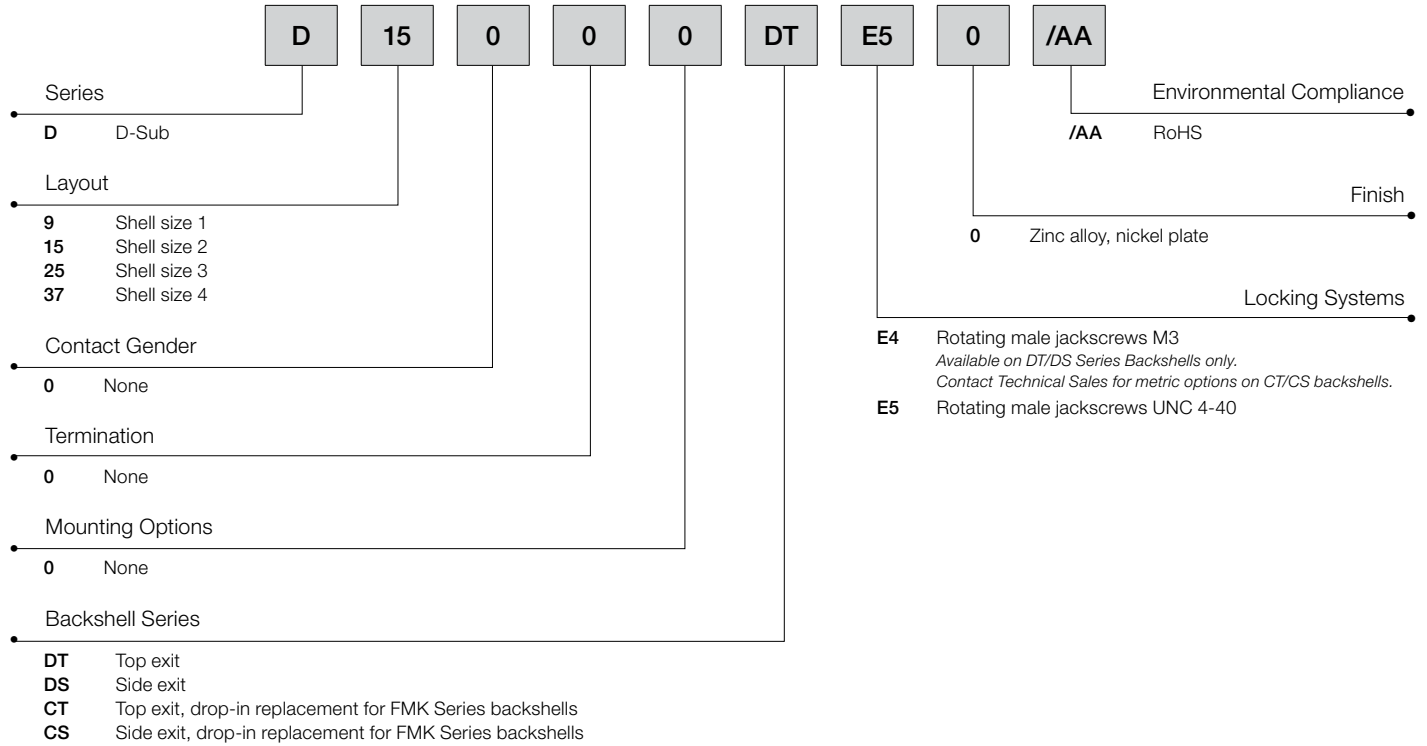 D 15 0 0 0 DT E5 0 /AA
Series
D D-Sub
Layout
9 Shell size 1
15 Shell size 2
25 Shell size 3
37 Shell size 4
Contact Gender
0 None
Termination
0 None
Mounting Options
0 None
Backshell Series
DT Top exit
DS Side exit
CT Top exit, drop-in replacement for FMK Series backshells
CS Side exit, drop-in replacement for FMK Series backshells
Environmental Compliance
/AA RoHS
Finish
0 Zinc alloy, nickel plate
Locking Systems
E4 Rotating male jackscrews M3
Available on DT/DS Series Backshells only.
Contact Technical Sales for metric options on CT/CS backshells.
E5 Rotating male jackscrews UNC 4-40